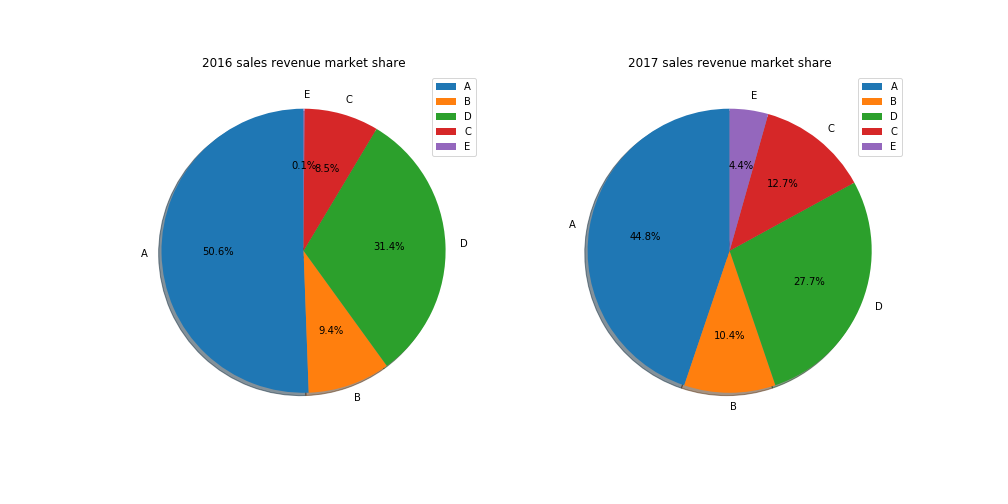 2016 sales revenue market share
A
B
D
C
E
E
C
0.1%
8.5%
D
31.4%
A
50.6%
9.4%
B
2017 sales revenue market share
A
B
D
C
E
E
C
4.4%
12.7%
A
44.8%
27.7%
D
10.4%
B